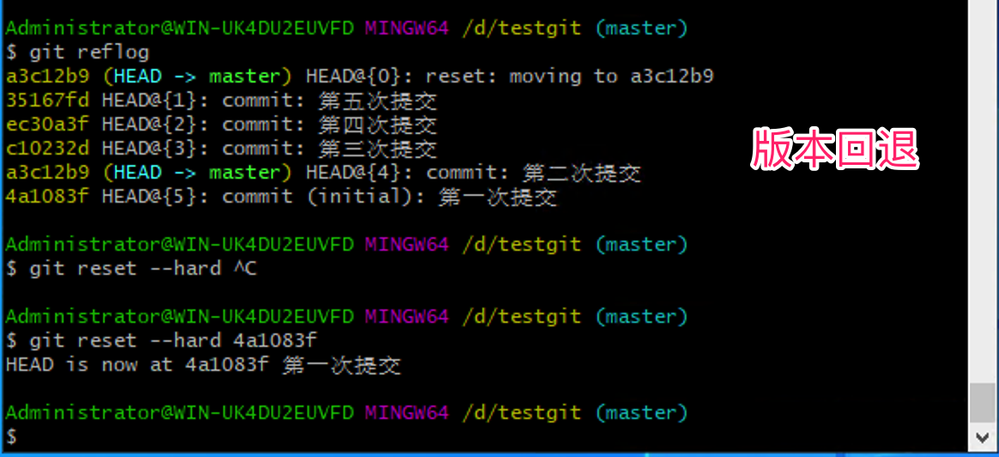 Administrator@WIN-UK4DU2EUVFD MINGW64 /d/testgit (master)
$ git reflog
a3c12b9 (HEAD -> master) HEAD@{0}: reset: moving to a3c12b9
35167fd HEAD@{1}: commit: 第五次提交
ec30a3f HEAD@{2}: commit: 第四次提交
c10232d HEAD@{3}: commit: 第三次提交
版本回退
a3c12b9 (HEAD -> master) HEAD@{4}: commit: 第二次提交
4a1083f HEAD@{5}: commit (initial): 第一次提交
Administrator@WIN-UK4DU2EUVFD MINGW64 /d/testgit (master)
$ git reset --hard ^C
Administrator@WIN-UK4DU2EUVFD MINGW64 /d/testgit (master)
$ git reset --hard 4a1083f
HEAD is now at 4a1083f 第一次提交
Administrator@WIN-UK4DU2EUVFD MINGW64 /d/testgit (master)
$